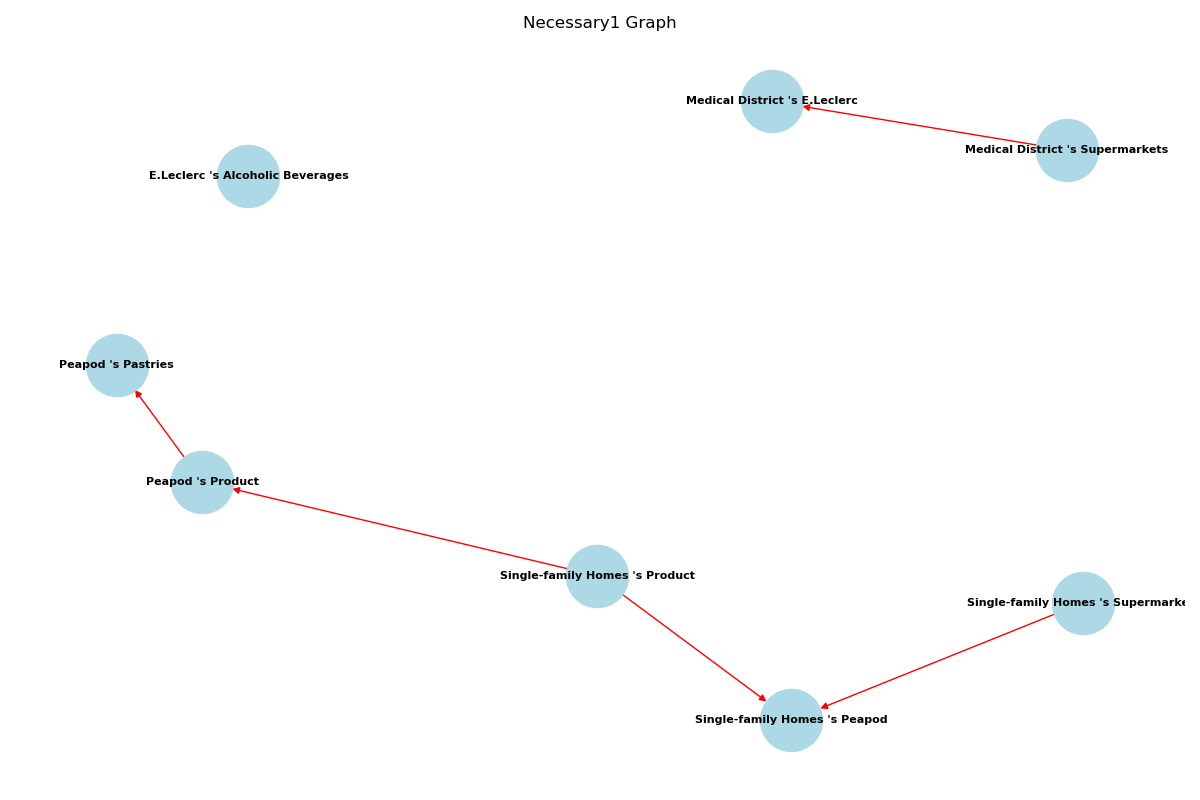 Necessary1 Graph
Medical District 's E.Leclerc
Medical District 's Supermarkets
E.Leclerc 's Alcoholic Beverages
Peapod 's Pastries
Peapod 's Product
Single-family Homes 's Product
Single-family Homes 's Supermarke
Single-family Homes 's Peapod